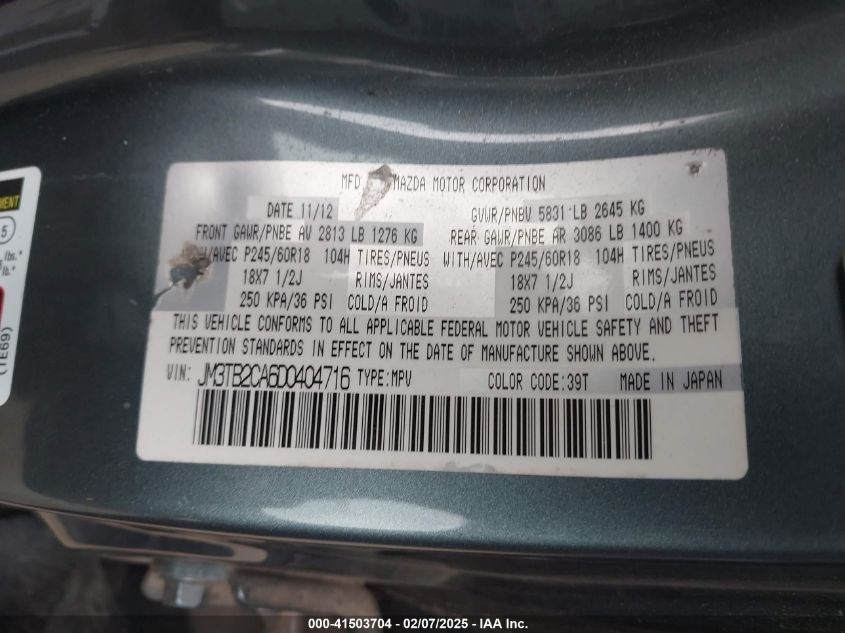 MFD MAZDA MOTOR CORPORATION
DATE 11/12 GVWR/PNBV 5831 LB 2645 KG
FRONT GAWR/PNBE AV 2813 LB 1276 KG REAR GAWR/PNBE AR 3086 LB 1400 KG
W/AVEC P245/60R18 104H TIRES/PNEUS WITH/AVEC P245/60R18 104H TIRES/PNEUS
18X7 1/2J RIMS/JANTES 18X7 1/2J RIMS/JANTES
250 KPA/36 PSI COLD/A FROID 250 KPA/36 PSI COLD/A FROID
THIS VEHICLE CONFORMS TO ALL APPLICABLE FEDERAL MOTOR VEHICLE SAFETY AND THEFT
PREVENTION STANDARDS IN EFFECT ON THE DATE OF MANUFACTURE SHOWN ABOVE.
VIN: JM3TB2CA6D0404716 TYPE:MPV COLOR CODE:39T MADE IN JAPAN
5
lbs.*
lb.*
(TE69)
000-41503704 - 02/07/2025 - IAA Inc.